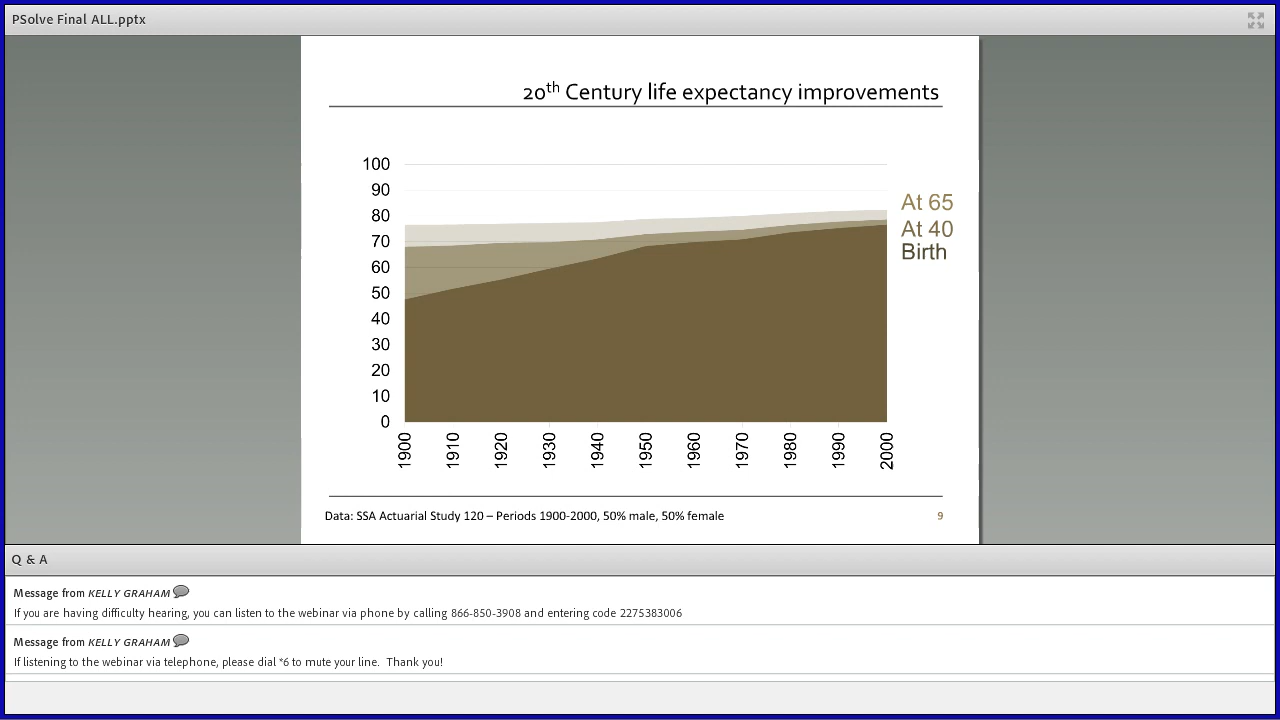 PSolve Final ALL.pptx
20th Century life expectancy improvements
100
90
80
70
60
50
40
30
20
10
0
At 65
At 40
Birth
1900
1910
1920
1930
1940
1950
1960
1970
1980
1990
2000
Data: SSA Actuarial Study 120 – Periods 1900-2000, 50% male, 50% female
9
Q & A
Message from KELLY GRAHAM
If you are having difficulty hearing, you can listen to the webinar via phone by calling 866-850-3908 and entering code 2275383006
Message from KELLY GRAHAM
If listening to the webinar via telephone, please dial *6 to mute your line.  Thank you!